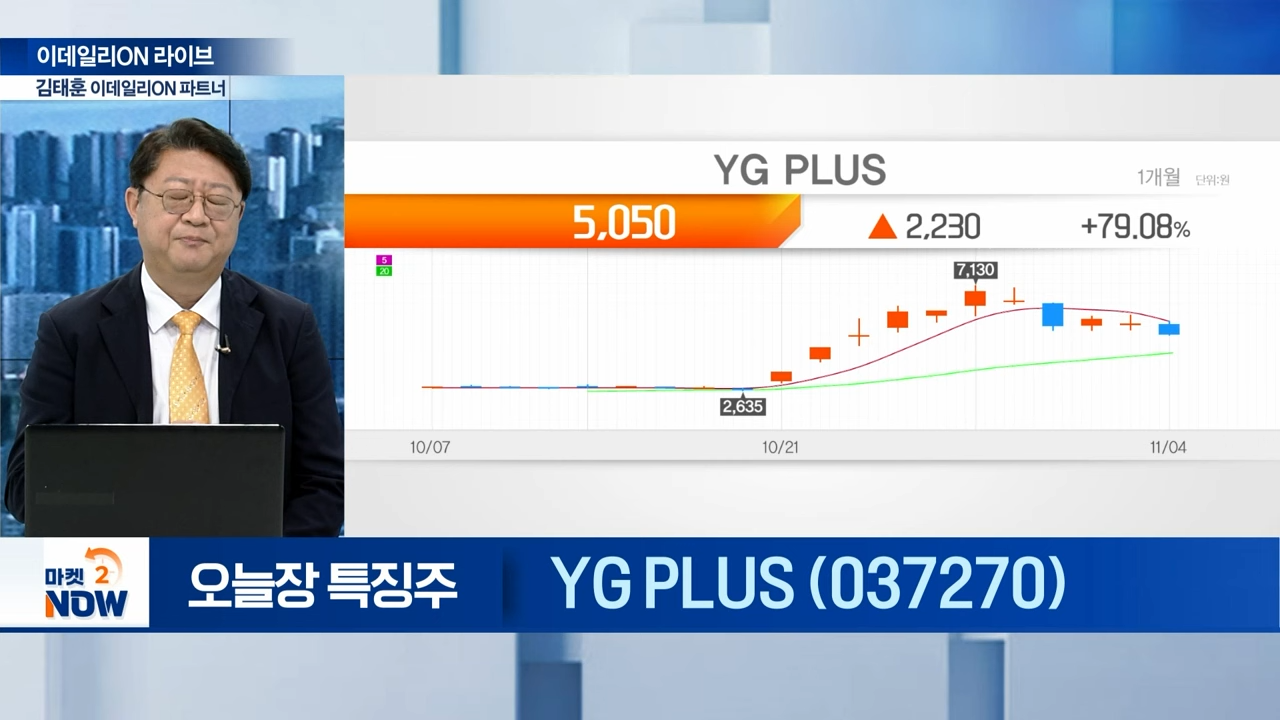 이데일리ON 라이브
김태훈 이데일리ON 파트너
YG PLUS
1개월 단위:원
5,050 ▲ 2,230 +79.08%
5
20
7,130
2,635
10/07 10/21 11/04
마켓 2
NOW
오늘장 특징주 YG PLUS (037270)